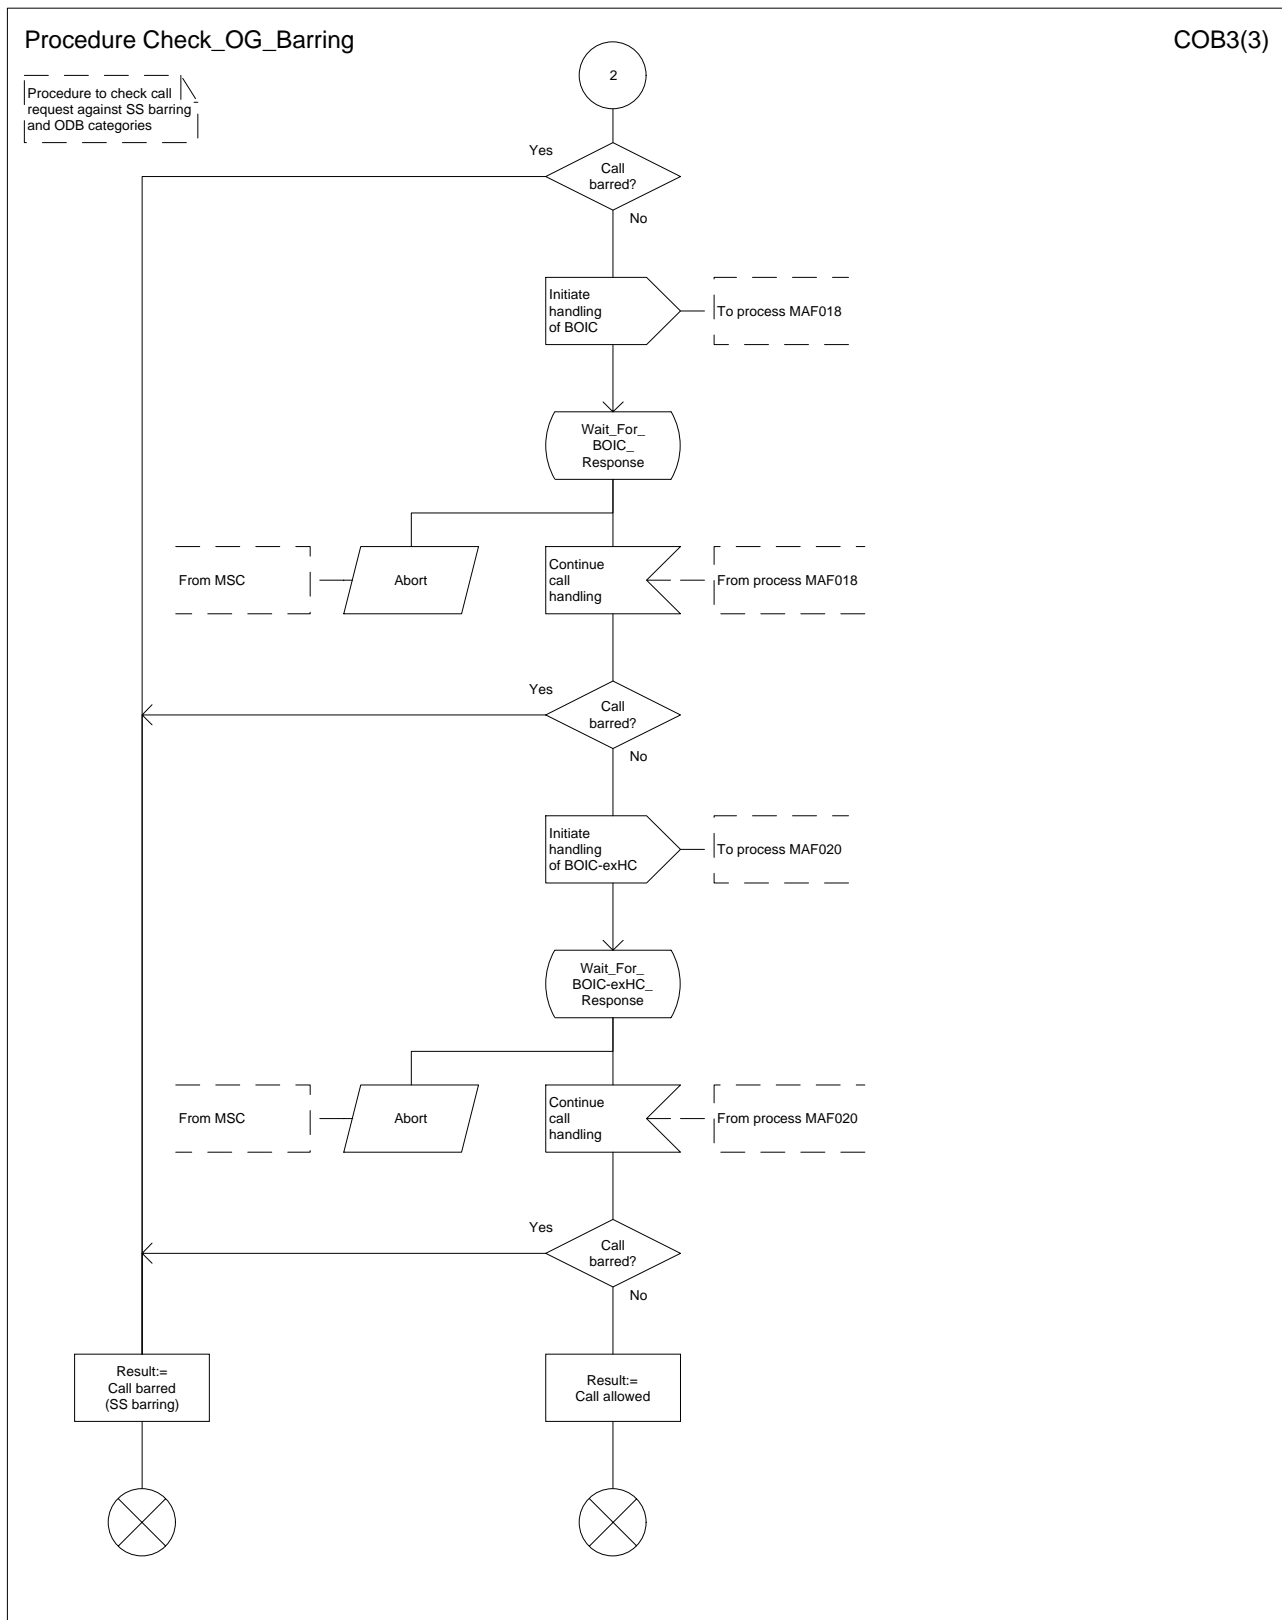 Procedure Check_OG_Barring
COB3(3)
Procedure to check call
request against SS barring
and ODB categories
2
Yes
Call
barred?
No
Initiate
handling
of BOIC
To process MAF018
Wait_For_
BOIC_
Response
From MSC
Abort
Continue
call
handling
From process MAF018
Yes
Call
barred?
No
Initiate
handling
of BOIC-exHC
To process MAF020
Wait_For_
BOIC-exHC_
Response
From MSC
Abort
Continue
call
handling
From process MAF020
Yes
Call
barred?
No
Result:=
Call barred
(SS barring)
Result:=
Call allowed